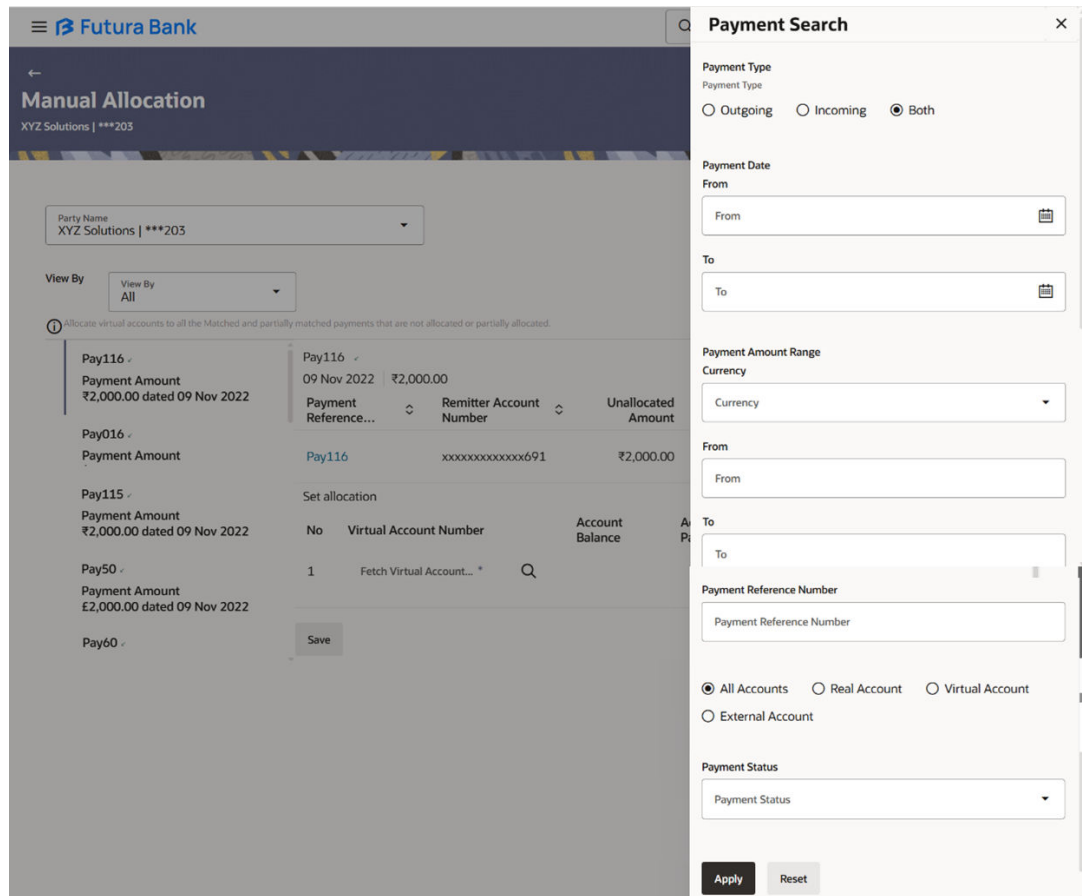 Futura Bank
Manual Allocation
XYZ Solutions | ***203
Party Name
XYZ Solutions | ***203
View By
View By
All
Allocate virtual accounts to all the Matched and partially matched payments that are not allocated or partially allocated.
Pay116
Payment Amount
₹2,000.00 dated 09 Nov 2022
Pay016
Payment Amount
Pay115
Payment Amount
₹2,000.00 dated 09 Nov 2022
Pay50
Payment Amount
£2,000.00 dated 09 Nov 2022
Pay60
Pay116
09 Nov 2022 | ₹2,000.00
Payment Reference... Remitter Account Number Unallocated Amount
Pay116 xxxxxxxxxxxxx691 ₹2,000.00
Set allocation
No Virtual Account Number Account Balance
1 Fetch Virtual Account... *
Save
Payment Search
Payment Type
Payment Type
Outgoing Incoming Both
Payment Date
From
From
To
To
Payment Amount Range
Currency
Currency
From
From
To
To
Payment Reference Number
Payment Reference Number
All Accounts Real Account Virtual Account
External Account
Payment Status
Payment Status
Apply Reset